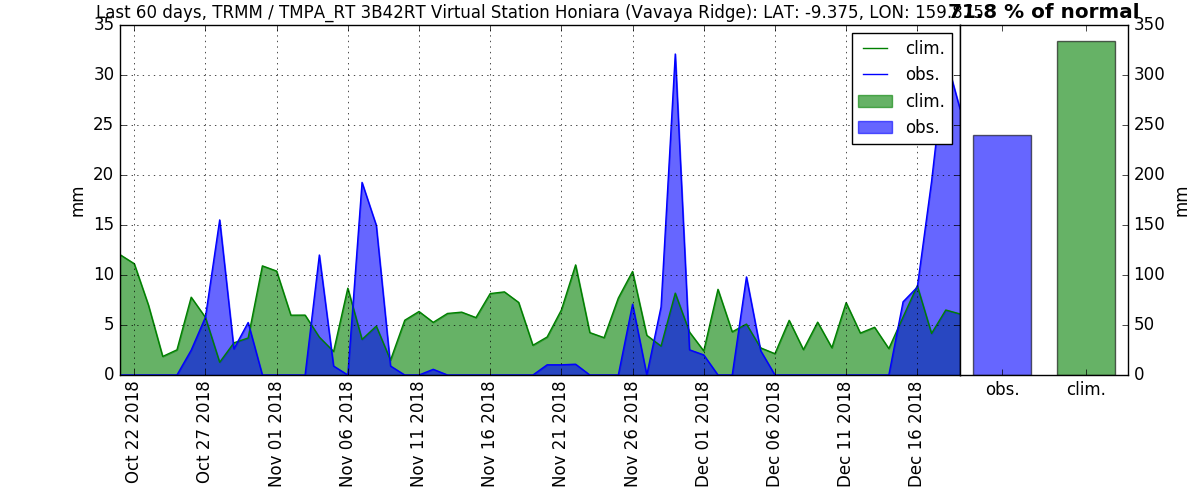 Last 60 days, TRMM / TMPA_RT 3B42RT Virtual Station Honiara (Vavaya Ridge): LAT: -9.375, LON:
71.8 % of normal
35
30
25
20
15
10
5
0
mm
clim.
obs.
clim.
obs.
350
300
250
200
150
100
50
0
mm
obs.
clim.
Oct 22 2018
Oct 27 2018
Nov 01 2018
Nov 06 2018
Nov 11 2018
Nov 16 2018
Nov 21 2018
Nov 26 2018
Dec 01 2018
Dec 06 2018
Dec 11 2018
Dec 16 2018